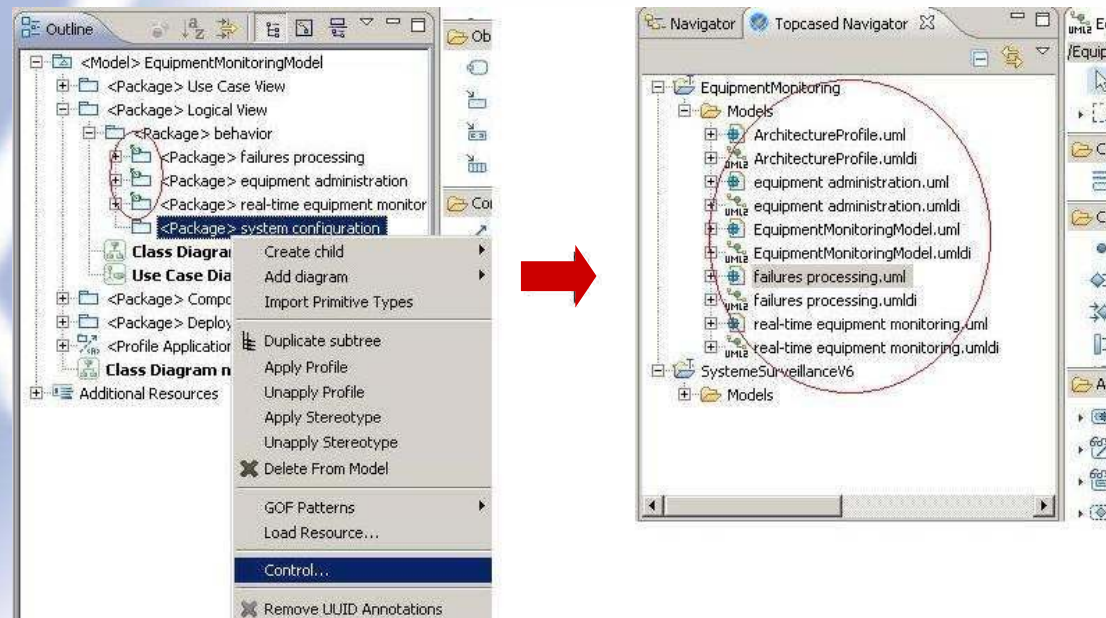 Outline
<Model> EquipmentMonitoringModel
<Package> Use Case View
<Package> Logical View
<Package> behavior
<Package> failures processing
<Package> equipment administration
<Package> real-time equipment monitor
<Package> system configuration
Class Diagra
Use Case Dia
<Package> Compo
<Package> Deploy
<Profile Application
Class Diagram n
Additional Resources
Ob
Co
Create child
Add diagram
Import Primitive Types
Duplicate subtree
Apply Profile
Unapply Profile
Apply Stereotype
Unapply Stereotype
Delete From Model
GOF Patterns
Load Resource...
Control...
Remove UUID Annotations
Navigator
Topcased Navigator
EquipmentMonitoring
Models
ArchitectureProfile.uml
ArchitectureProfile.umldi
equipment administration.uml
equipment administration.umldi
EquipmentMonitoringModel.uml
EquipmentMonitoringModel.umldi
failures processing.uml
failures processing.umldi
real-time equipment monitoring.uml
real-time equipment monitoring.umldi
SystemeSurveillanceV6
Models
/Equip
C
C
A